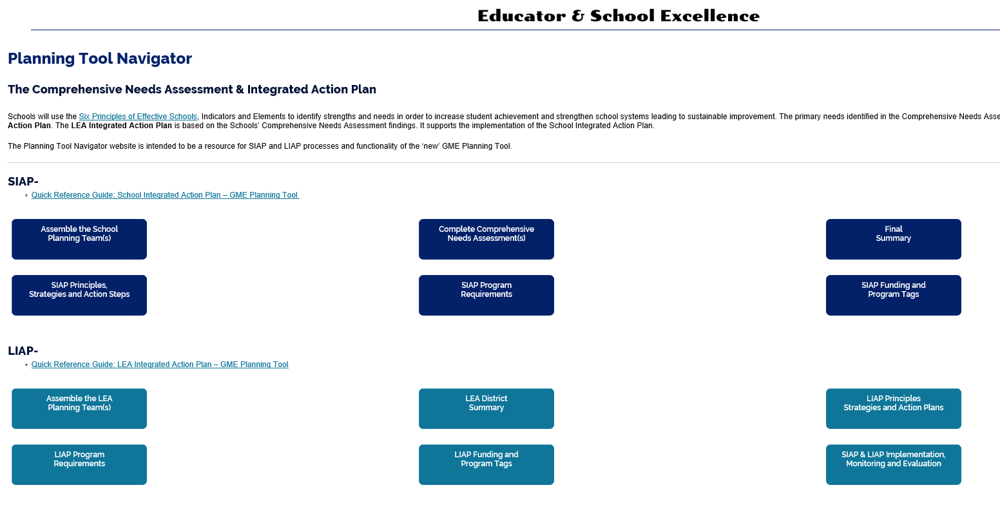 Educator & School Excellence
Planning Tool Navigator
The Comprehensive Needs Assessment & Integrated Action Plan
Schools will use the Six Principles of Effective Schools, Indicators and Elements to identify strengths and needs in order to increase student achievement and strengthen school systems leading to sustainable improvement. The primary needs identified in the Comprehensive Needs
Action Plan. The LEA Integrated Action Plan is based on the Schools’ Comprehensive Needs Assessment findings. It supports the implementation of the School Integrated Action Plan.
The Planning Tool Navigator website is intended to be a resource for SIAP and LIAP processes and functionality of the ‘new’ GME Planning Tool.
SIAP-
◦ Quick Reference Guide: School Integrated Action Plan – GME Planning Tool
Assemble the School
Planning Team(s)
Complete Comprehensive
Needs Assessment(s)
Final
Summary
SIAP Principles,
Strategies and Action Steps
SIAP Program
Requirements
SIAP Funding and
Program Tags
LIAP-
◦ Quick Reference Guide: LEA Integrated Action Plan – GME Planning Tool
Assemble the LEA
Planning Team(s)
LEA District
Summary
LIAP Principles
Strategies and Action Plans
LIAP Program
Requirements
LIAP Funding and
Program Tags
SIAP & LIAP Implementation,
Monitoring and Evaluation